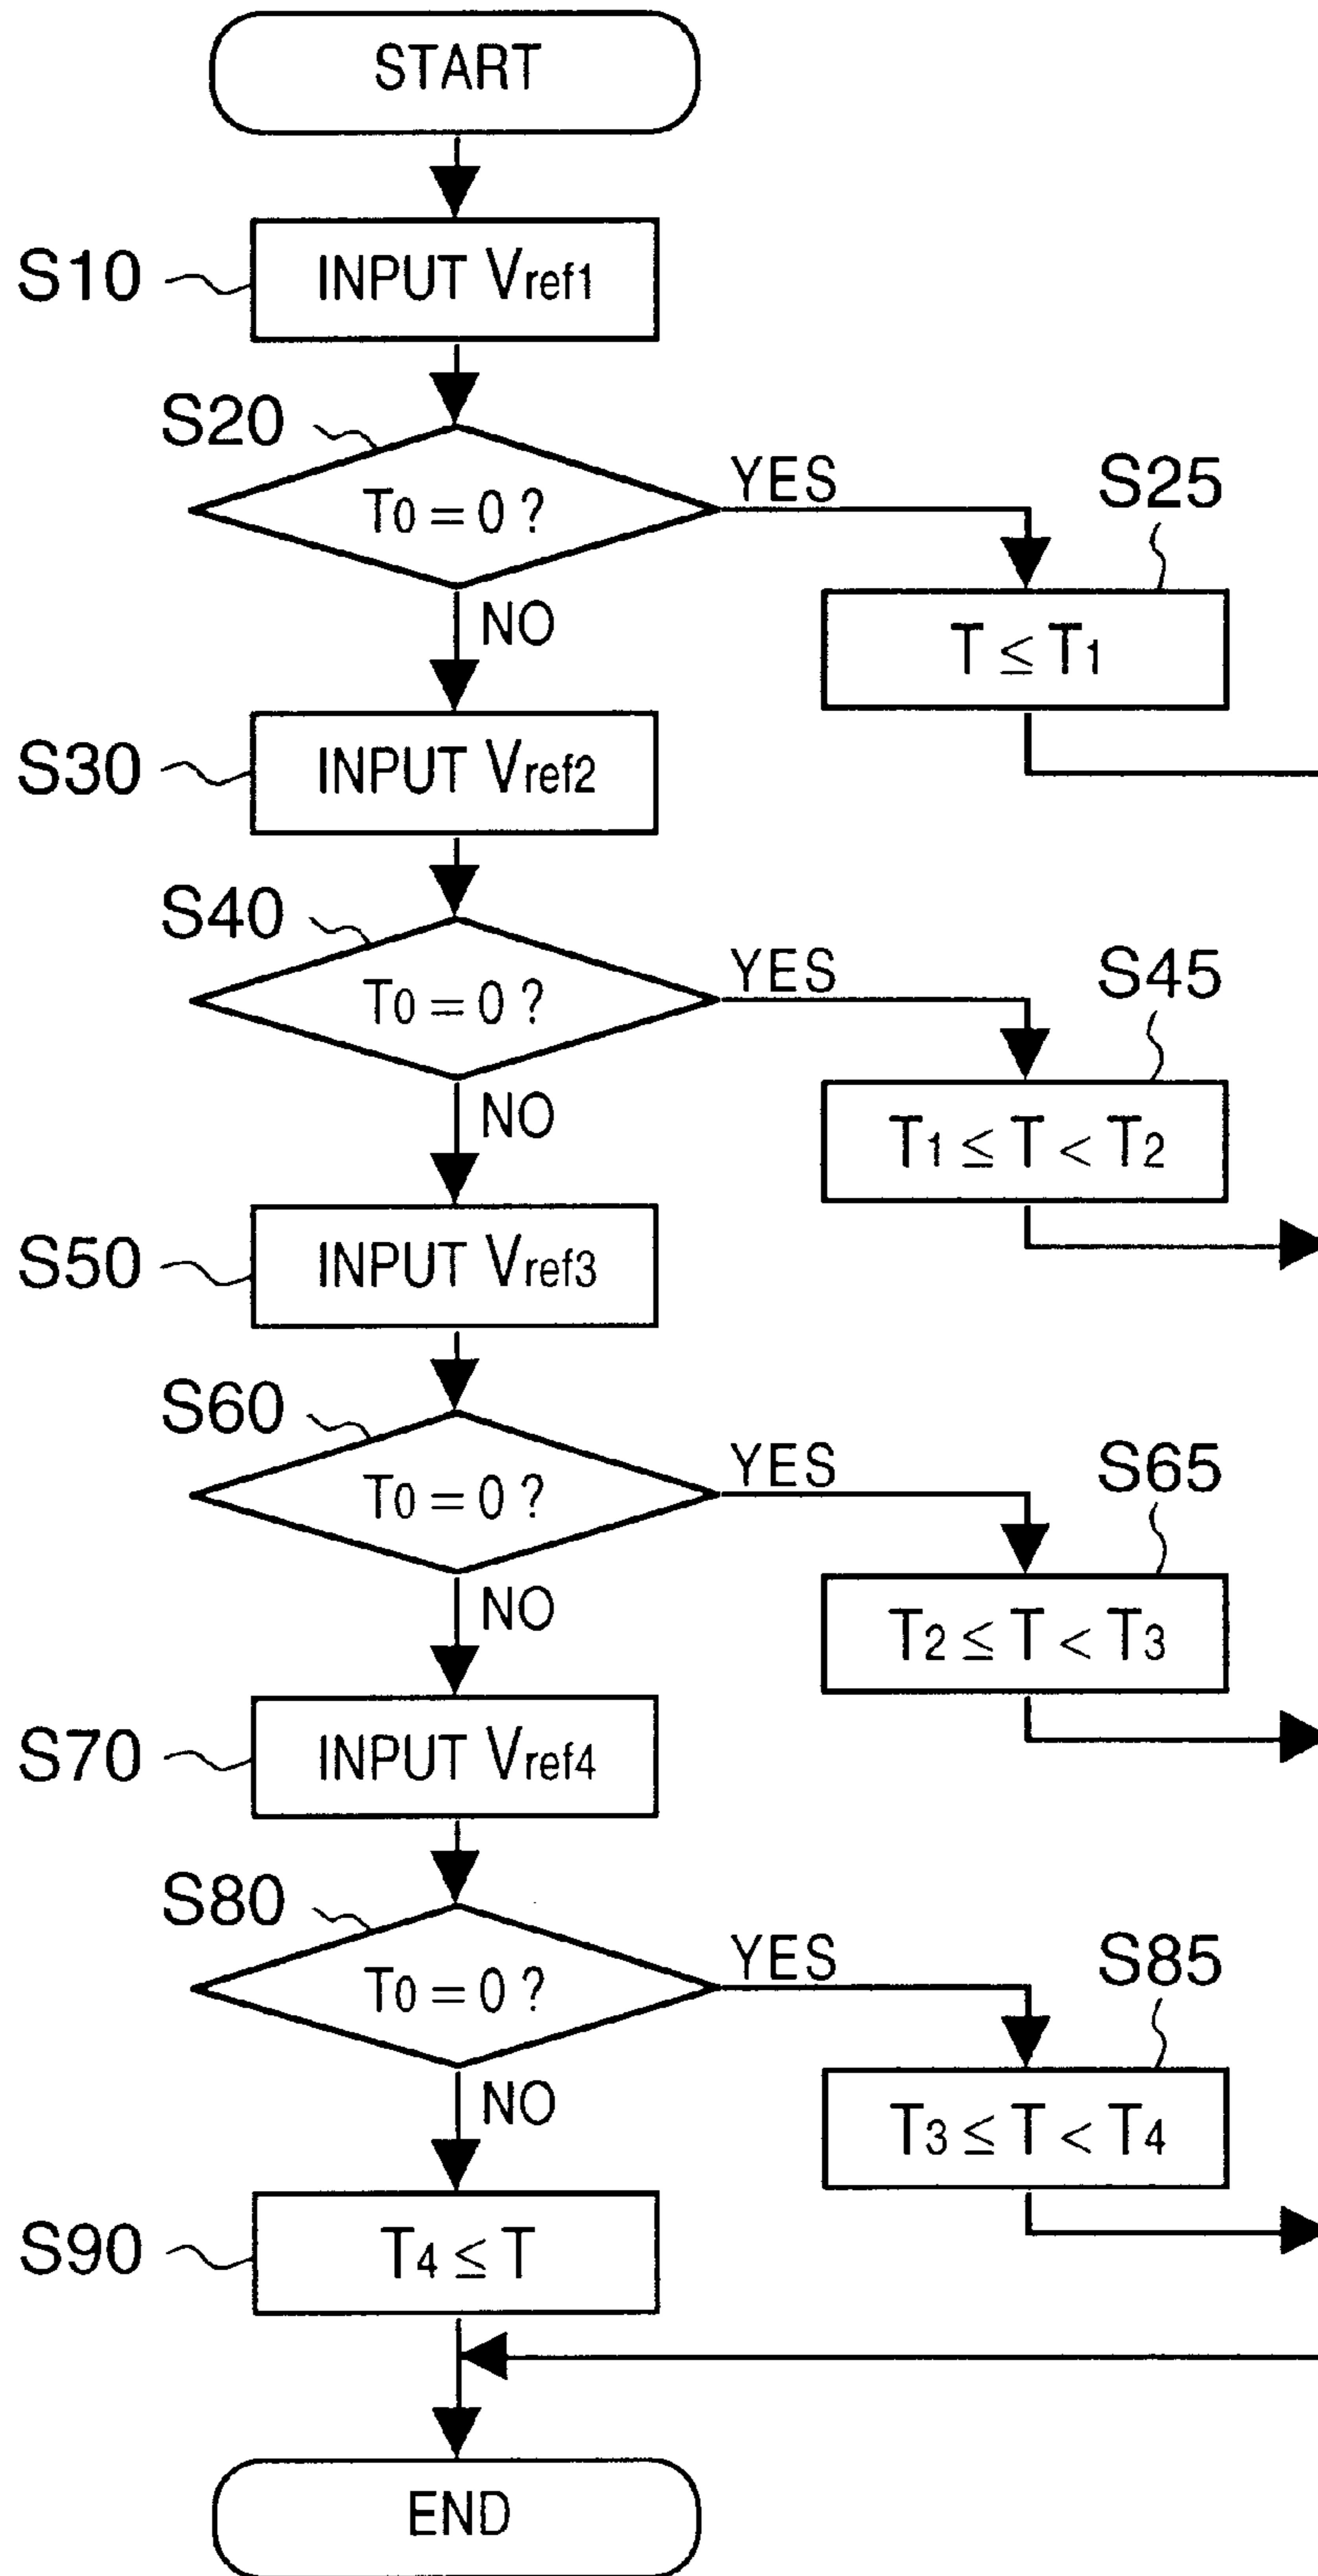 START
S10
INPUT Vref1
S20
T0 = 0 ?
YES
S25
T ≤ T1
NO
S30
INPUT Vref2
S40
T0 = 0 ?
YES
S45
T1 ≤ T < T2
NO
S50
INPUT Vref3
S60
T0 = 0 ?
YES
S65
T2 ≤ T < T3
NO
S70
INPUT Vref4
S80
T0 = 0 ?
YES
S85
T3 ≤ T < T4
NO
S90
T4 ≤ T
END